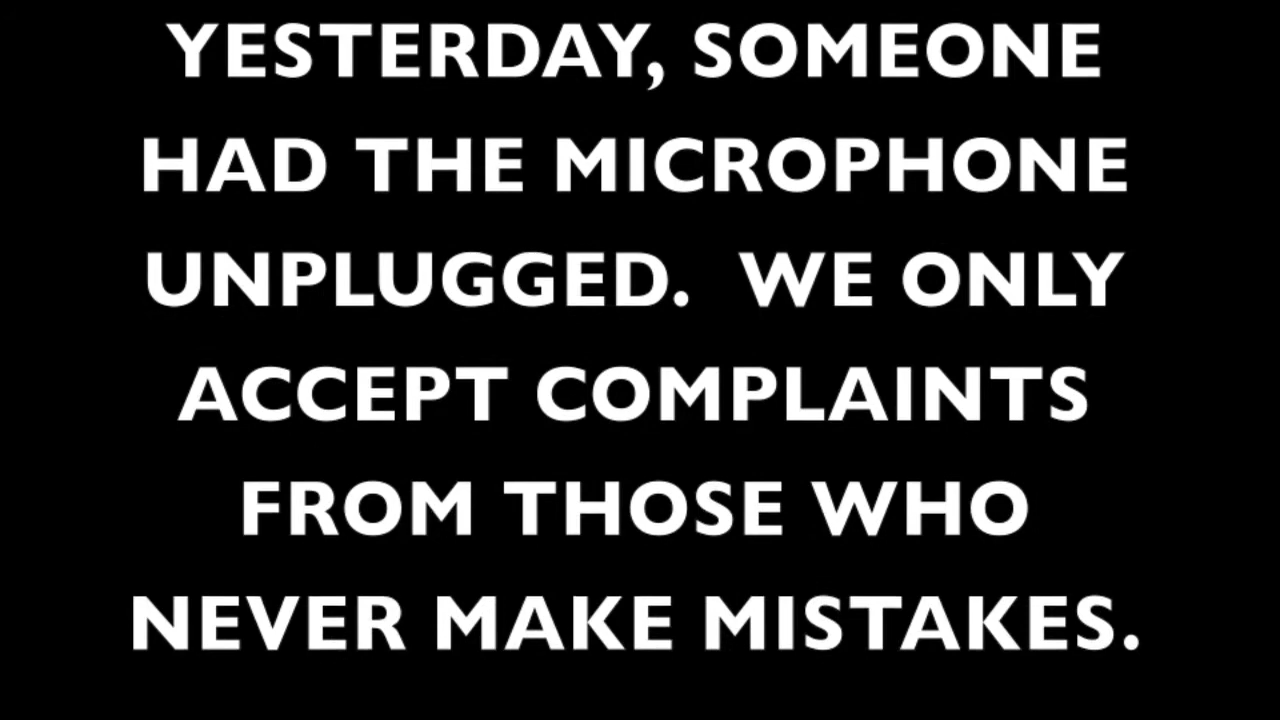 YESTERDAY, SOMEONE
HAD THE MICROPHONE
UNPLUGGED.  WE ONLY
ACCEPT COMPLAINTS
FROM THOSE WHO
NEVER MAKE MISTAKES.